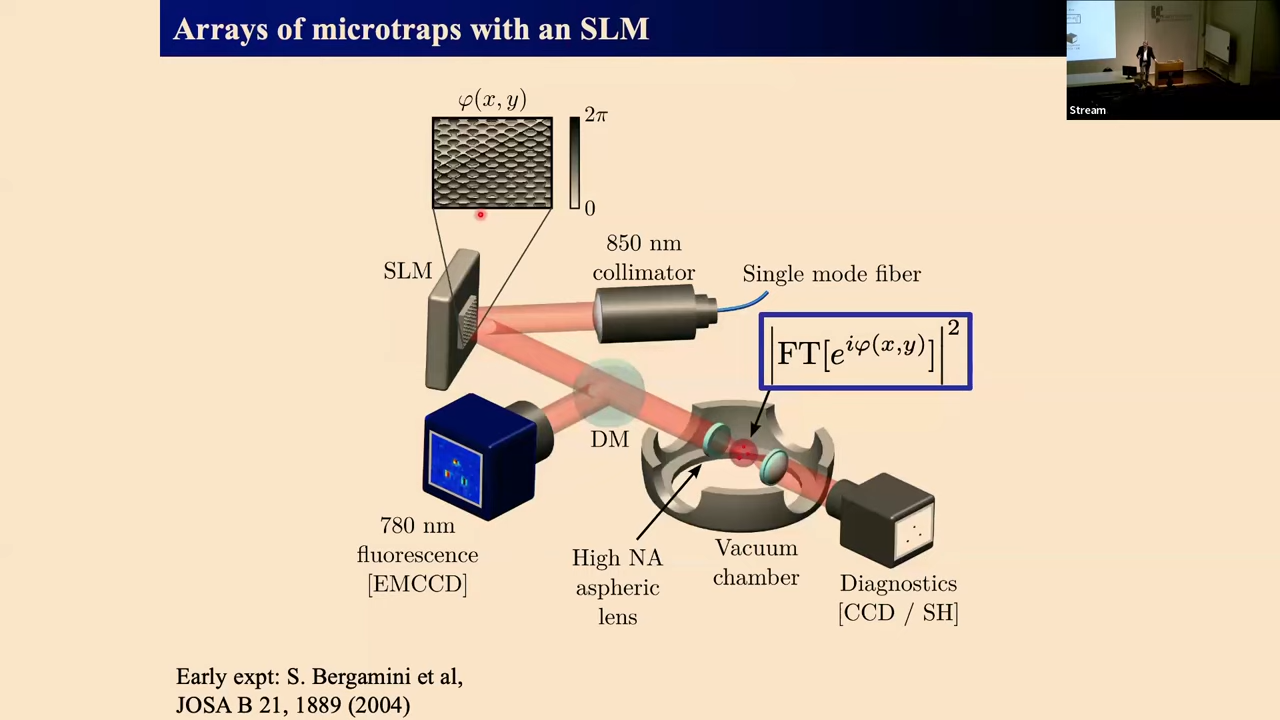 Arrays of microtraps with an SLM
Stream
φ(x, y)
2π
0
SLM
850 nm
collimator
Single mode fiber
|FT[e^{iφ(x,y)}]|^2
DM
780 nm
fluorescence
[EMCCD]
High NA
aspheric
lens
Vacuum
chamber
Diagnostics
[CCD / SH]
Early expt: S. Bergamini et al,
JOSA B 21, 1889 (2004)